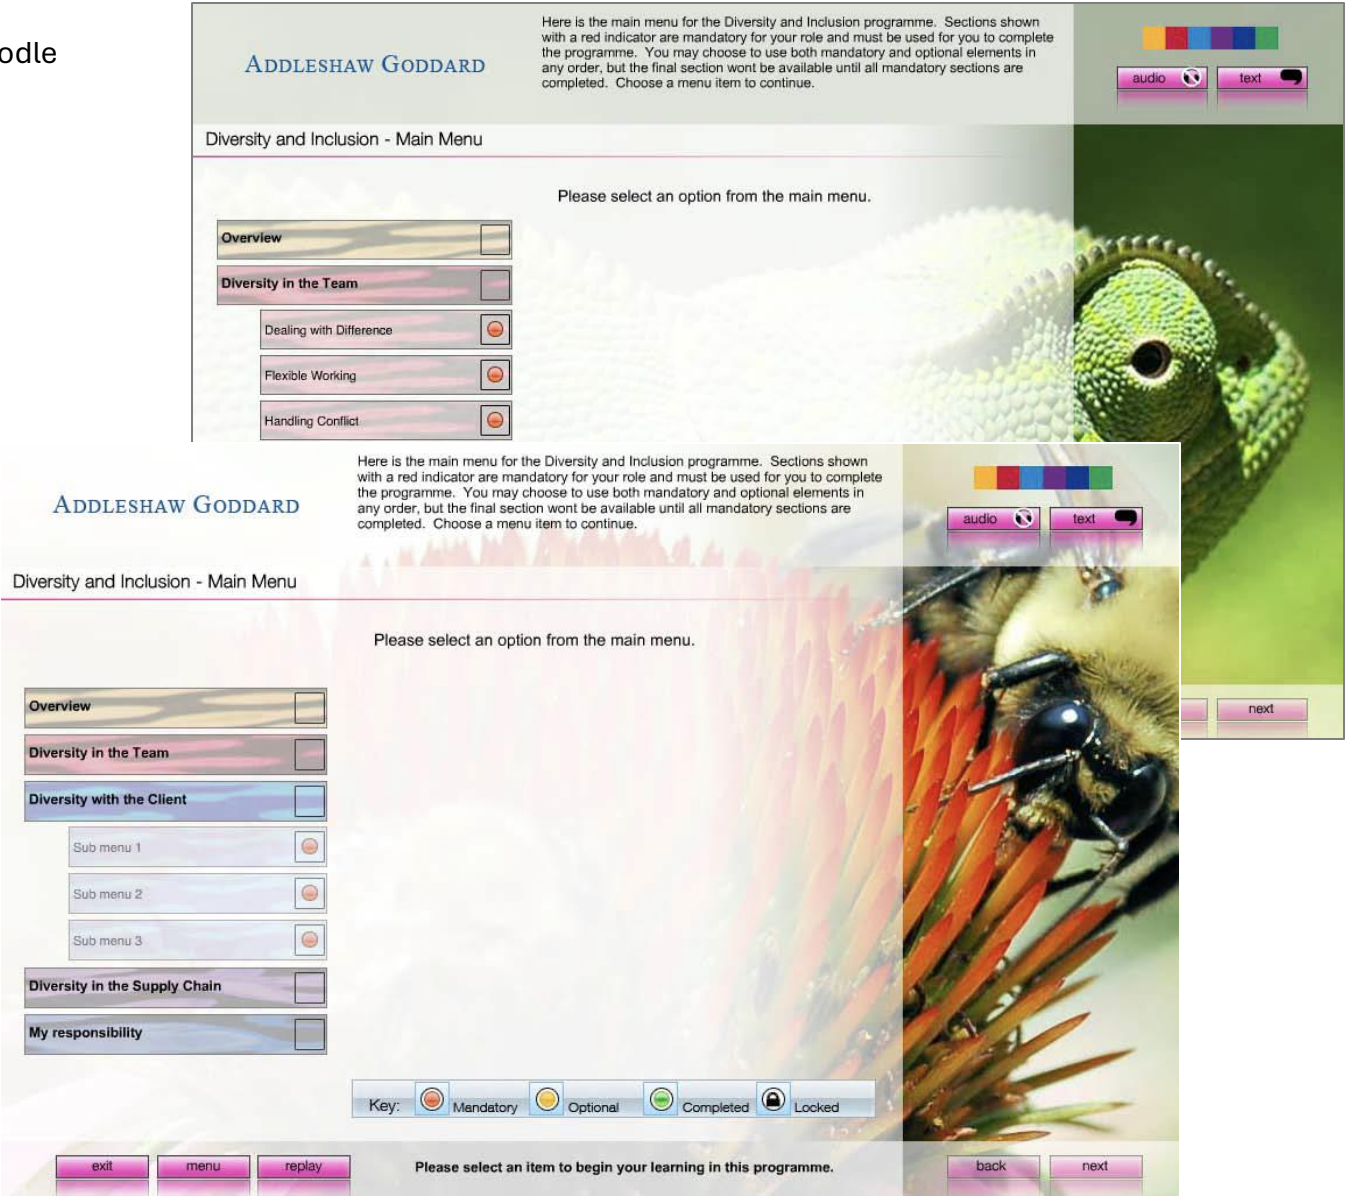 odle
ADDLESHAW GODDARD
Here is the main menu for the Diversity and Inclusion programme. Sections shown
with a red indicator are mandatory for your role and must be used for you to complete
the programme. You may choose to use both mandatory and optional elements in
any order, but the final section wont be available until all mandatory sections are
completed. Choose a menu item to continue.
audio
text
Diversity and Inclusion - Main Menu
Please select an option from the main menu.
Overview
Diversity in the Team
Dealing with Difference
Flexible Working
Handling Conflict
next
ADDLESHAW GODDARD
Here is the main menu for the Diversity and Inclusion programme. Sections shown
with a red indicator are mandatory for your role and must be used for you to complete
the programme. You may choose to use both mandatory and optional elements in
any order, but the final section wont be available until all mandatory sections are
completed. Choose a menu item to continue.
audio
text
Diversity and Inclusion - Main Menu
Please select an option from the main menu.
Overview
Diversity in the Team
Diversity with the Client
Sub menu 1
Sub menu 2
Sub menu 3
Diversity in the Supply Chain
My responsibility
Key: Mandatory Optional Completed Locked
exit
menu
replay
Please select an item to begin your learning in this programme.
back
next